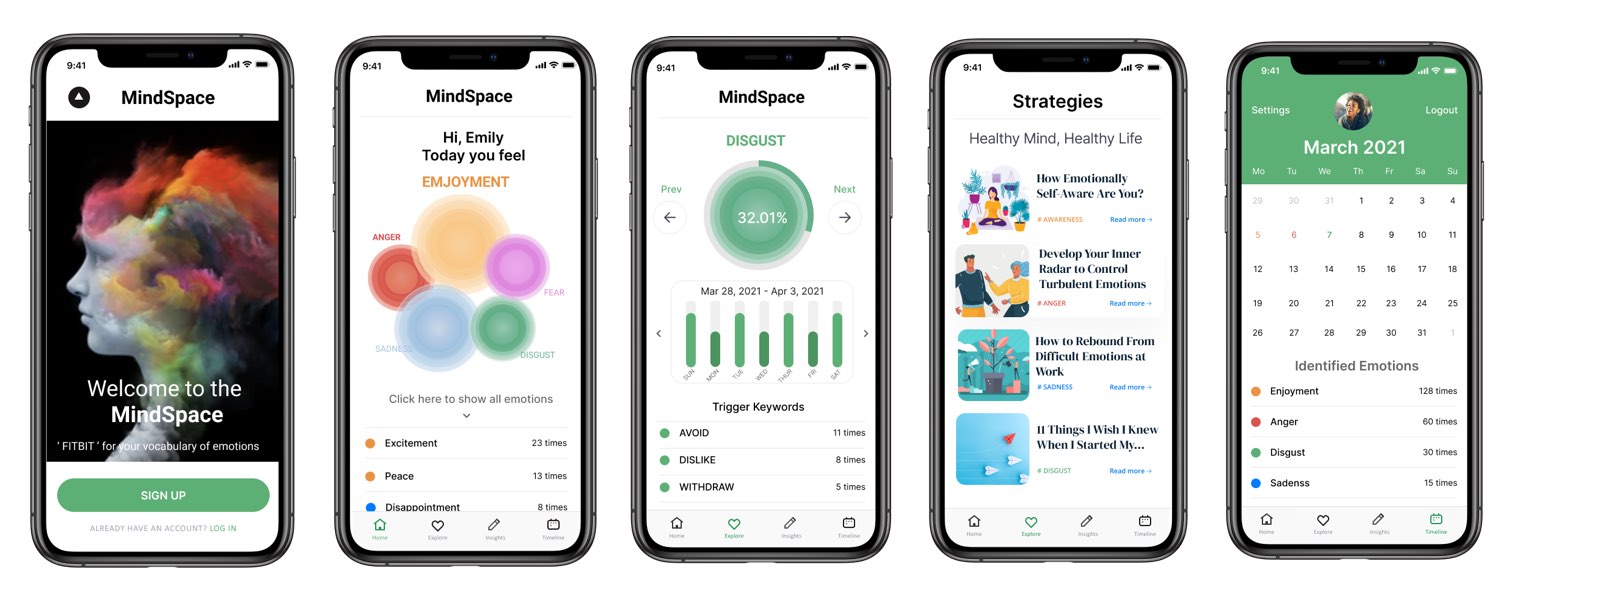 9:41
MindSpace
Welcome to the
MindSpace
‘ FITBIT ’ for your vocabulary of emotions
SIGN UP
ALREADY HAVE AN ACCOUNT? LOG IN
9:41
MindSpace
Hi, Emily
Today you feel
EMJOYMENT
ANGER
FEAR
SADNESS
DISGUST
Click here to show all emotions
Excitement 23 times
Peace 13 times
Disappointment 8 times
Home Explore Insights Timeline
9:41
MindSpace
DISGUST
Prev Next
32.01%
Mar 28, 2021 - Apr 3, 2021
SUN MON TUE WED THUR FRI SAT
Trigger Keywords
AVOID 11 times
DISLIKE 8 times
WITHDRAW 5 times
Home Explore Insights Timeline
9:41
Strategies
Healthy Mind, Healthy Life
How Emotionally
Self-Aware Are You?
# AWARENESS Read more →
Develop Your Inner
Radar to Control
Turbulent Emotions
# ANGER Read more →
How to Rebound From
Difficult Emotions at
Work
# SADNESS Read more →
11 Things I Wish I Knew
When I Started My...
# DISGUST Read more →
Home Explore Insights Timeline
9:41
Settings Logout
March 2021
Mo Tu We Th Fr Sa Su
29 30 31 1 2 3 4
5 6 7 8 9 10 11
12 13 14 15 16 17 18
19 20 21 22 23 24 25
26 27 28 29 30 31 1
Identified Emotions
Enjoyment 128 times
Anger 60 times
Disgust 30 times
Sadenss 15 times
Home Explore Insights Timeline